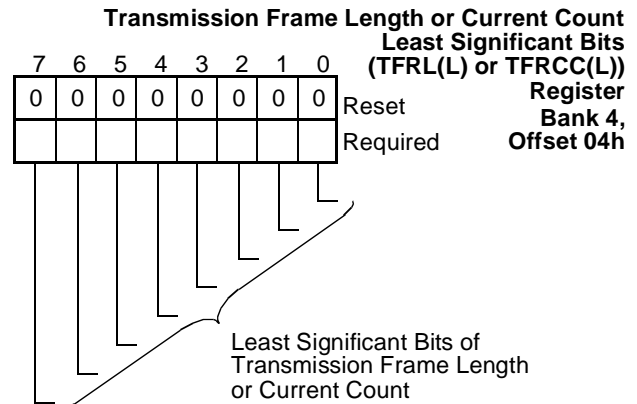 Transmission Frame Length or Current Count
Least Significant Bits
(TFRL(L) or TFRCC(L))
Register
Bank 4,
Offset 04h
7 6 5 4 3 2 1 0
0 0 0 0 0 0 0 0 Reset
Required
Least Significant Bits of
Transmission Frame Length
or Current Count